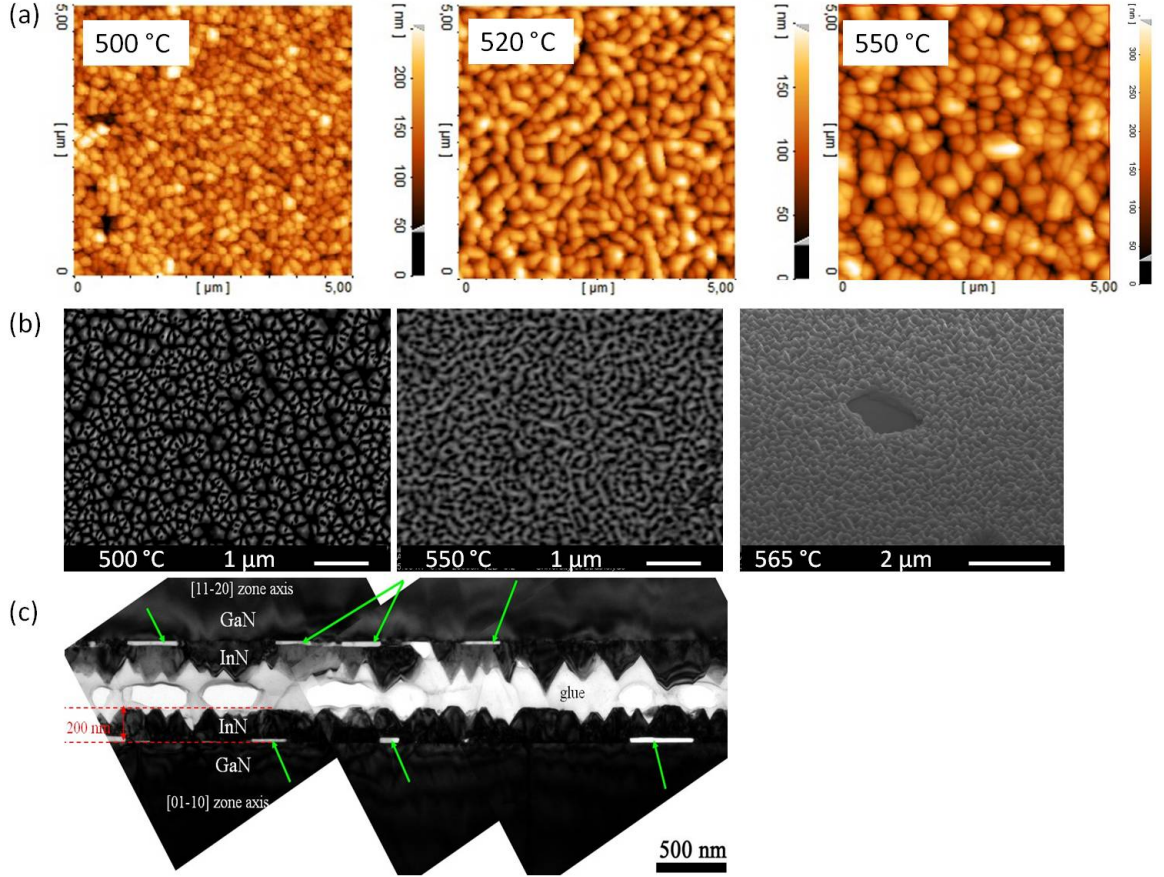 (a)
5,00
[ µm ]
0
500 °C
0
[ µm ]
5,00
[ nm ]
200
150
100
50
0
520 °C
0
[ µm ]
5,00
[ nm ]
150
100
50
0
5,00
[ µm ]
0
550 °C
0
[ µm ]
5,00
[ nm ]
300
250
200
150
100
50
0
(b)
500 °C 1 µm
550 °C 1 µm
565 °C 2 µm
(c)
[11-20] zone axis
GaN
InN
glue
200 nm
InN
GaN
[01-10] zone axis
500 nm